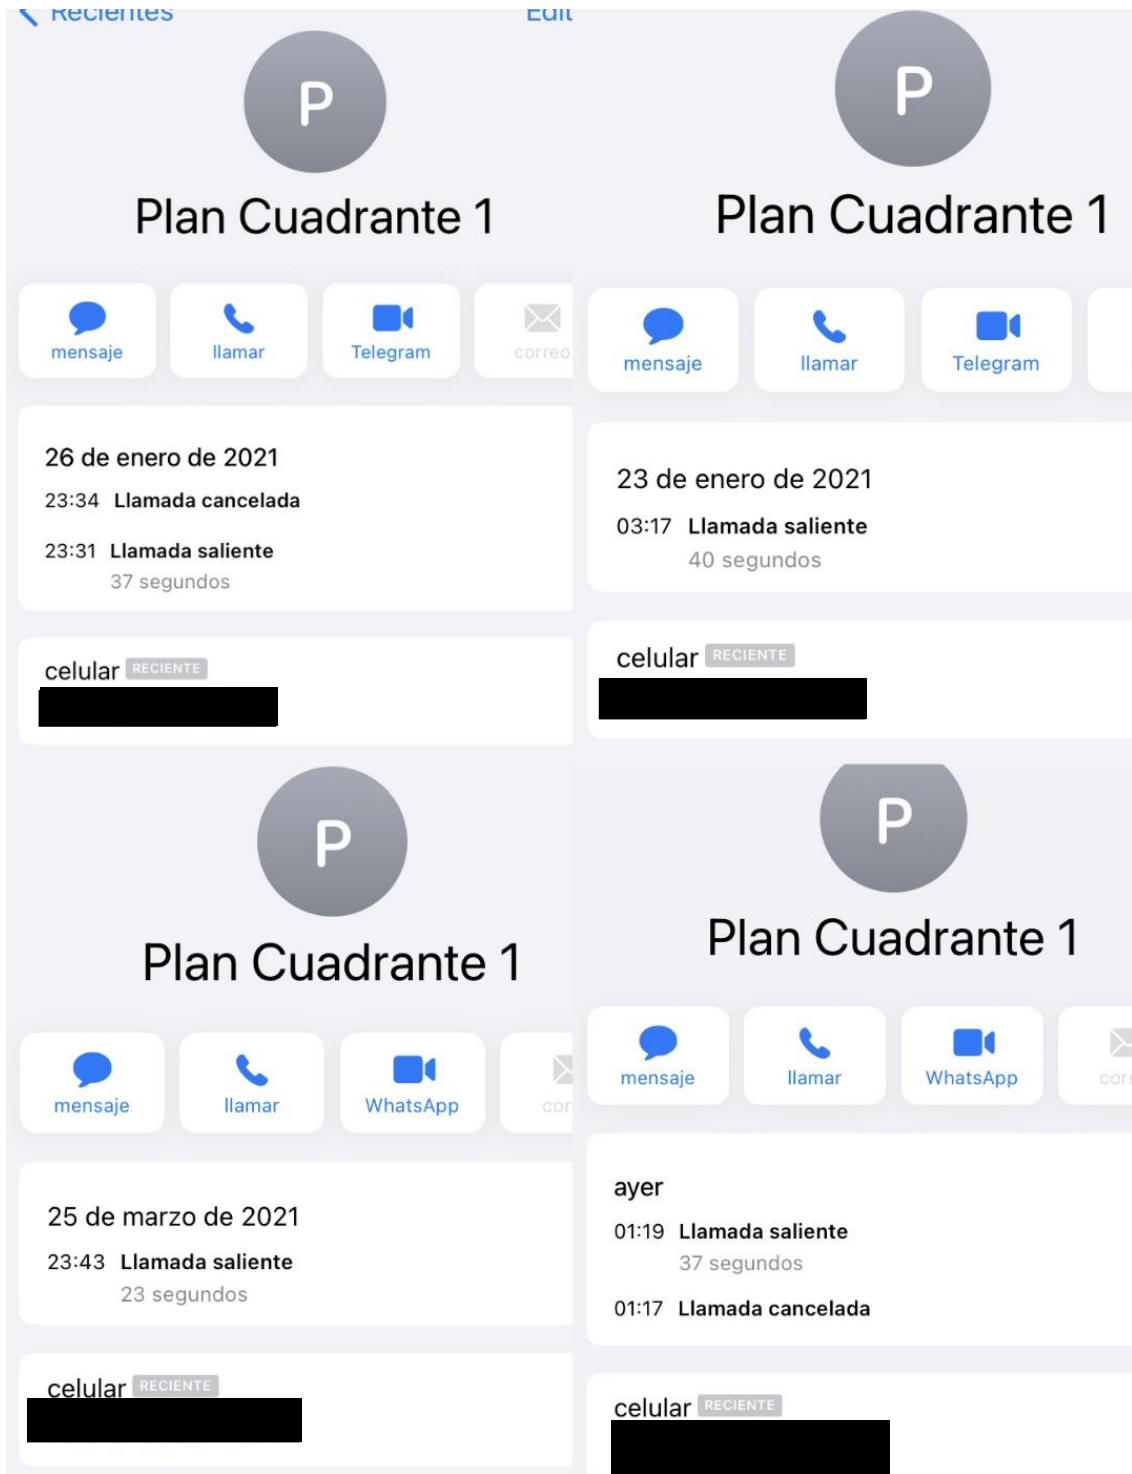 Recientes
Edit
P
Plan Cuadrante 1
mensaje
llamar
Telegram
correo
26 de enero de 2021
23:34 Llamada cancelada
23:31 Llamada saliente
37 segundos
celular RECIENTE
P
Plan Cuadrante 1
mensaje
llamar
Telegram
23 de enero de 2021
03:17 Llamada saliente
40 segundos
celular RECIENTE
P
Plan Cuadrante 1
mensaje
llamar
WhatsApp
cor
25 de marzo de 2021
23:43 Llamada saliente
23 segundos
celular RECIENTE
P
Plan Cuadrante 1
mensaje
llamar
WhatsApp
ayer
01:19 Llamada saliente
37 segundos
01:17 Llamada cancelada
celular RECIENTE